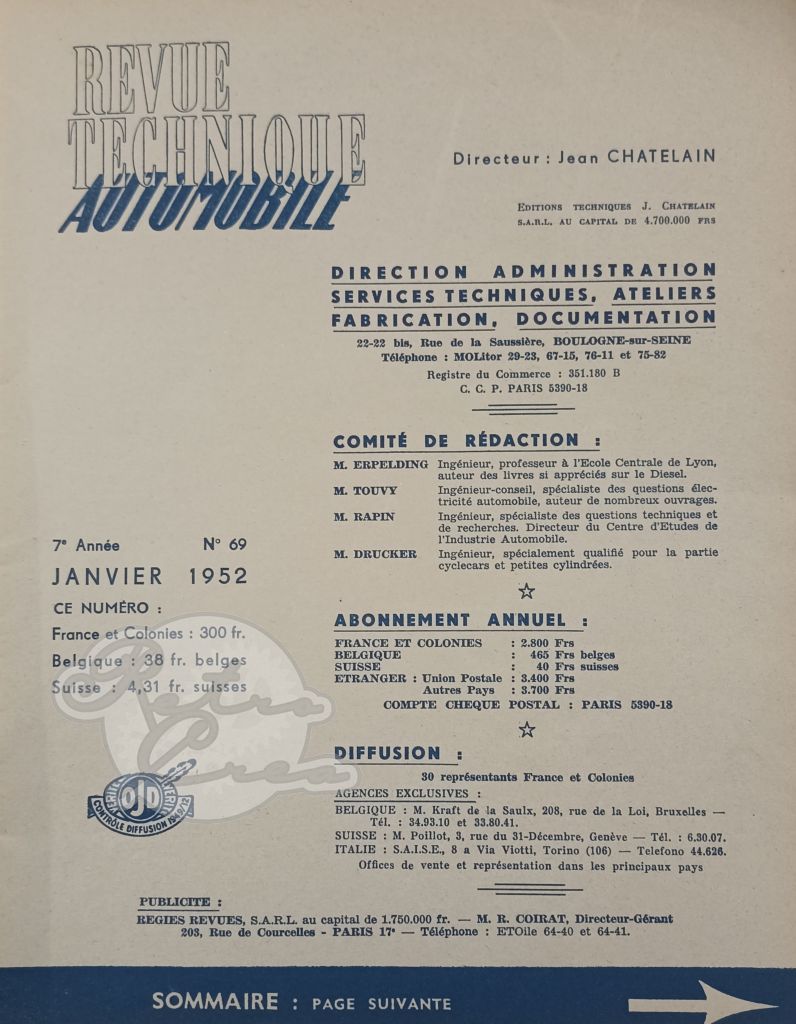 REVUE
TECHNIQUE
AUTOMOBILE
Directeur : Jean CHATELAIN
EDITIONS TECHNIQUES J. CHATELAIN
S.A.R.L. AU CAPITAL DE 4.700.000 FRS
DIRECTION ADMINISTRATION
SERVICES TECHNIQUES, ATELIERS
FABRICATION, DOCUMENTATION
22-22 bis, Rue de la Saussière, BOULOGNE-sur-SEINE
Téléphone : MOLitor 29-23, 67-15, 76-11 et 75-82
Registre du Commerce : 351.180 B
C. C. P. PARIS 5390-18
COMITÉ DE RÉDACTION :
M. ERPELDING Ingénieur, professeur à l'Ecole Centrale de Lyon,
auteur des livres si appréciés sur le Diesel.
M. TOUVY Ingénieur-conseil, spécialiste des questions élec-
tricité automobile, auteur de nombreux ouvrages.
M. RAPIN Ingénieur, spécialiste des questions techniques et
de recherches. Directeur du Centre d'Etudes de
l'Industrie Automobile.
M. DRUCKER Ingénieur, spécialement qualifié pour la partie
cyclecars et petites cylindrées.
7e Année N° 69
JANVIER 1952
CE NUMÉRO :
France et Colonies : 300 fr.
Belgique : 38 fr. belges
Suisse : 4,31 fr. suisses
Retro
Crea
OJD
CONTRÔLE DIFFUSION
ABONNEMENT ANNUEL :
FRANCE ET COLONIES : 2.800 Frs
BELGIQUE : 465 Frs belges
SUISSE : 40 Frs suisses
ETRANGER : Union Postale : 3.400 Frs
Autres Pays : 3.700 Frs
COMPTE CHEQUE POSTAL : PARIS 5390-18
DIFFUSION :
30 représentants France et Colonies
AGENCES EXCLUSIVES :
BELGIQUE : M. Kraft de la Saulx, 208, rue de la Loi, Bruxelles —
Tél. : 34.93.10 et 33.80.41.
SUISSE : M. Poillot, 3, rue du 31-Décembre, Genève — Tél. : 6.30.07.
ITALIE : S.A.I.S.E., 8 a Via Viotti, Torino (106) — Telefono 44.626.
Offices de vente et représentation dans les principaux pays
PUBLICITE :
REGIES REVUES, S.A.R.L. au capital de 1.750.000 fr. — M. R. COIRAT, Directeur-Gérant
203, Rue de Courcelles - PARIS 17e — Téléphone : ETOile 64-40 et 64-41.
SOMMAIRE : PAGE SUIVANTE